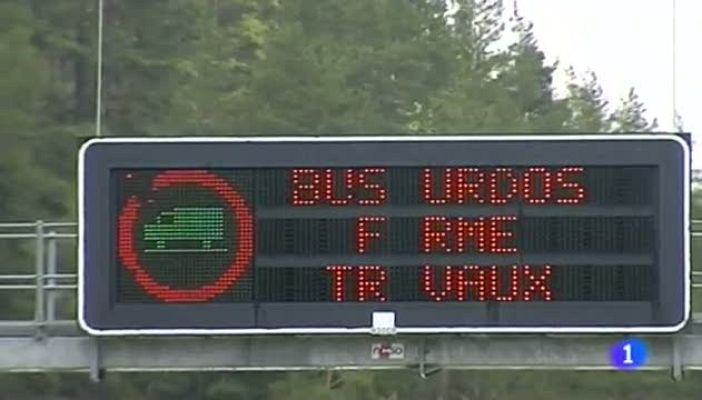 BUS URDOS
F RME
TR VAUX
1